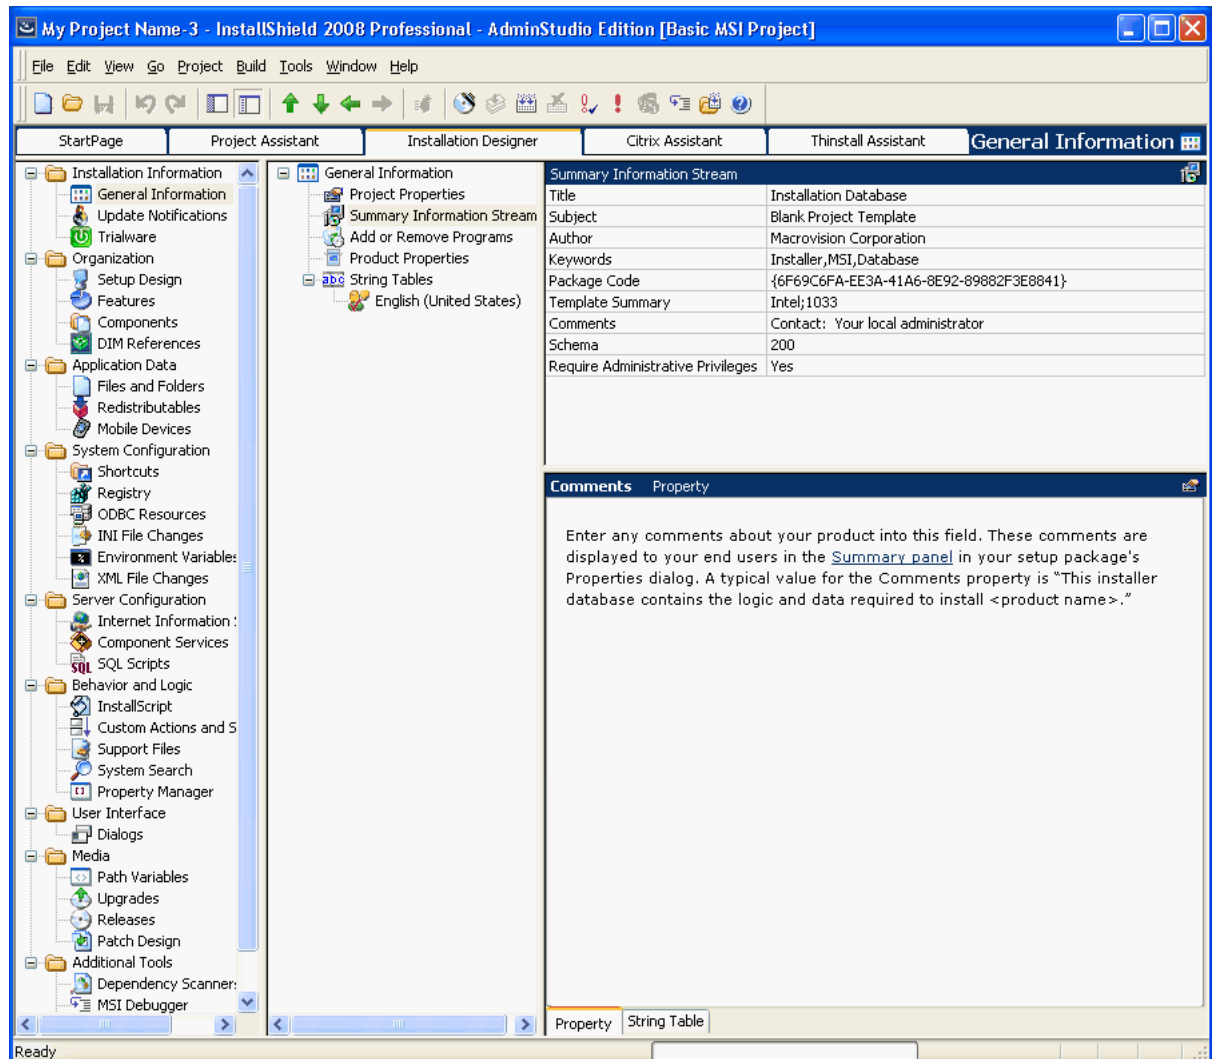 My Project Name-3 - InstallShield 2008 Professional - AdminStudio Edition [Basic MSI Project]
File Edit View Go Project Build Tools Window Help
StartPage Project Assistant Installation Designer Citrix Assistant Thinstall Assistant General Information
Installation Information
General Information
Update Notifications
Trialware
Organization
Setup Design
Features
Components
DIM References
Application Data
Files and Folders
Redistributables
Mobile Devices
System Configuration
Shortcuts
Registry
ODBC Resources
INI File Changes
Environment Variables
XML File Changes
Server Configuration
Internet Information
Component Services
SQL Scripts
Behavior and Logic
InstallScript
Custom Actions and S
Support Files
System Search
Property Manager
User Interface
Dialogs
Media
Path Variables
Upgrades
Releases
Patch Design
Additional Tools
Dependency Scanner
MSI Debugger
General Information
Project Properties
Summary Information Stream
Add or Remove Programs
Product Properties
abc String Tables
English (United States)
Summary Information Stream
Title Installation Database
Subject Blank Project Template
Author Macrovision Corporation
Keywords Installer,MSI,Database
Package Code {6F69C6FA-EE3A-41A6-8E92-89882F3E8841}
Template Summary Intel;1033
Comments Contact: Your local administrator
Schema 200
Require Administrative Privileges Yes
Comments Property
Enter any comments about your product into this field. These comments are
displayed to your end users in the Summary panel in your setup package's
Properties dialog. A typical value for the Comments property is “This installer
database contains the logic and data required to install <product name>.”
Property String Table
Ready